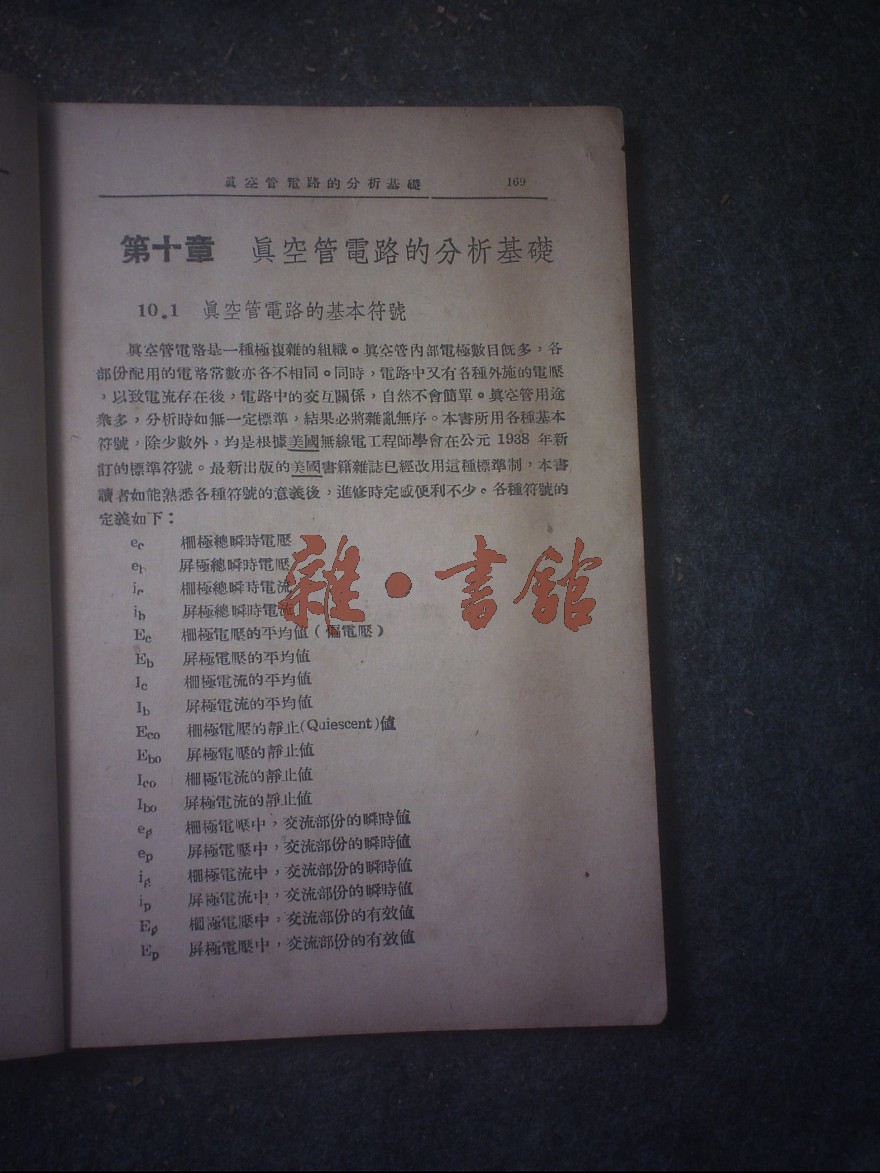 眞空管電路的分析基礎 169
第十章 眞空管電路的分析基礎
10.1 眞空管電路的基本符號
眞空管電路是一種極複雜的組織。眞空管內部電極數目旣多，各
部份配用的電路常數亦各不相同。同時，電路中又有各種外施的電壓
，以致電流存在後，電路中的交互關係，自然不會簡單。眞空管用途
衆多，分析時如無一定標準，結果必將雜亂無序。本書所用各種基本
符號，除少數外，均是根據美國無線電工程師學會在公元 1938 年新
訂的標準符號。最新出版的美國書籍雜誌已經改用這種標準制，本書
讀者如能熟悉各種符號的意義後，進修時定感便利不少。各種符號的
定義如下：
ec 柵極總瞬時電壓
eb 屏極總瞬時電壓
ic 柵極總瞬時電流
ib 屏極總瞬時電流
Ec 柵極電壓的平均値（偏電壓）
Eb 屏極電壓的平均値
Ic 柵極電流的平均値
Ib 屏極電流的平均値
Eco 柵極電壓的靜止(Quiescent)値
Ebo 屏極電壓的靜止値
Ico 柵極電流的靜止値
Ibo 屏極電流的靜止値
eg 柵極電壓中，交流部份的瞬時値
ep 屏極電壓中，交流部份的瞬時値
ig 柵極電流中，交流部份的瞬時値
ip 屏極電流中，交流部份的瞬時値
Eg 柵極電壓中，交流部份的有效値
Ep 屏極電壓中，交流部份的有效値
雜·書館